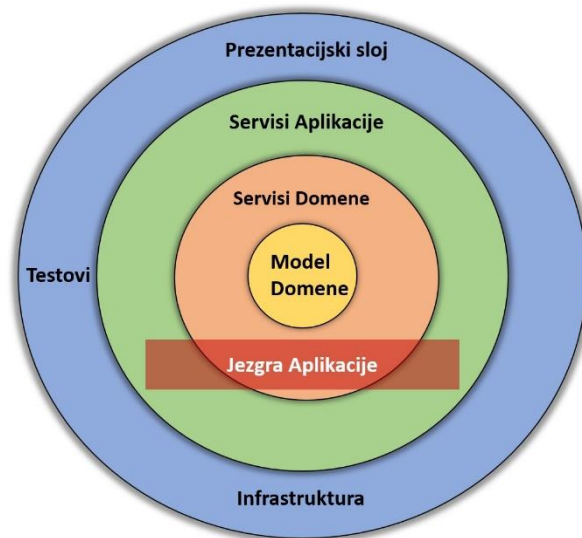 Prezentacijski sloj
Servisi Aplikacije
Servisi Domene
Model
Domene
Testovi
Jezgra Aplikacije
Infrastruktura